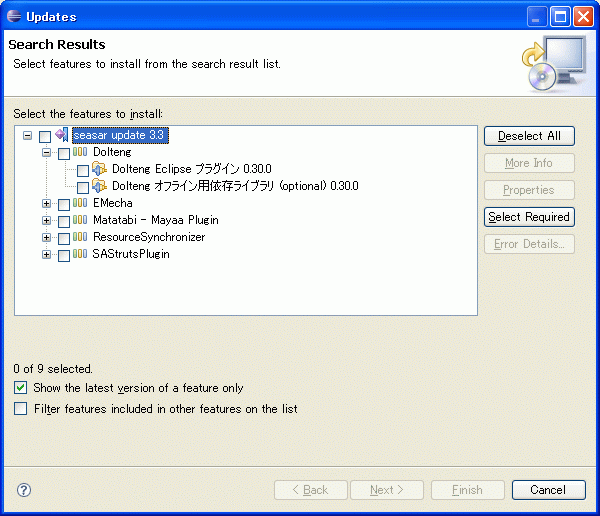 Updates
Search Results
Select features to install from the search result list.
Select the features to install:
seasar update 3.3
Dolteng
Dolteng Eclipse プラグイン 0.30.0
Dolteng オフライン用依存ライブラリ (optional) 0.30.0
EMecha
Matatabi - Mayaa Plugin
ResourceSynchronizer
SAStrutsPlugin
Deselect All
More Info
Properties
Select Required
Error Details...
0 of 9 selected.
Show the latest version of a feature only
Filter features included in other features on the list
< Back
Next >
Finish
Cancel